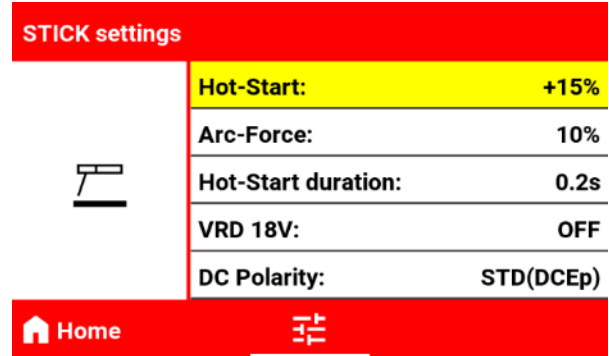 STICK settings
Hot-Start: +15%
Arc-Force: 10%
Hot-Start duration: 0.2s
VRD 18V: OFF
DC Polarity: STD(DCEp)
Home